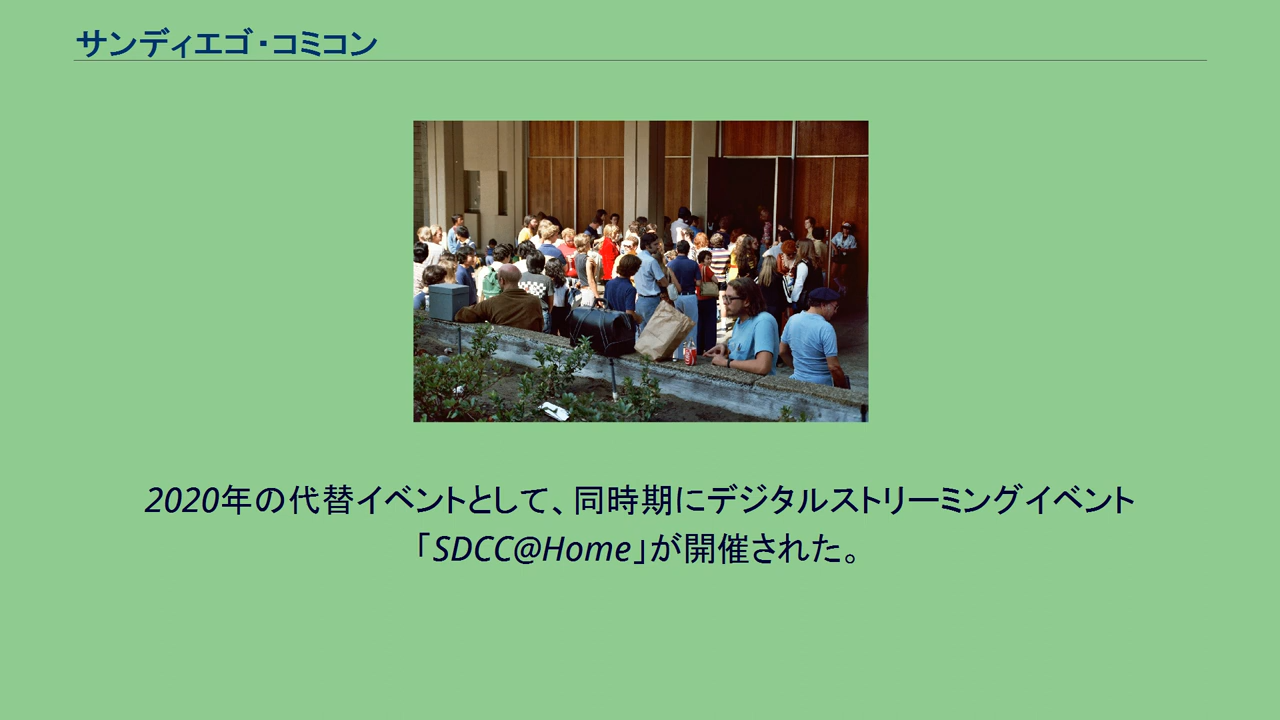 サンディエゴ・コミコン
2020年の代替イベントとして、同時期にデジタルストリーミングイベント
「SDCC@Home」が開催された。